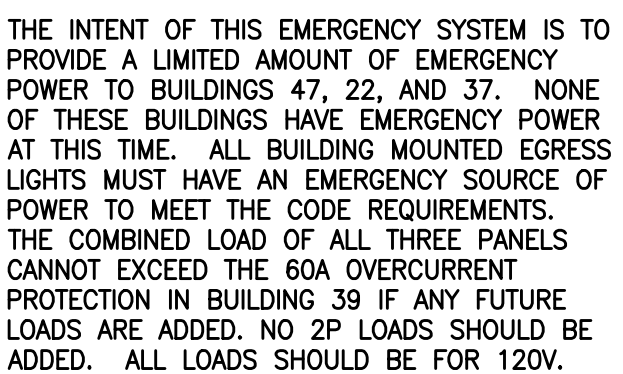 THE INTENT OF THIS EMERGENCY SYSTEM IS TO
PROVIDE A LIMITED AMOUNT OF EMERGENCY
POWER TO BUILDINGS 47, 22, AND 37.  NONE
OF THESE BUILDINGS HAVE EMERGENCY POWER
AT THIS TIME.  ALL BUILDING MOUNTED EGRESS
LIGHTS MUST HAVE AN EMERGENCY SOURCE OF
POWER TO MEET THE CODE REQUIREMENTS.
THE COMBINED LOAD OF ALL THREE PANELS
CANNOT EXCEED THE 60A OVERCURRENT
PROTECTION IN BUILDING 39 IF ANY FUTURE
LOADS ARE ADDED. NO 2P LOADS SHOULD BE
ADDED.  ALL LOADS SHOULD BE FOR 120V.